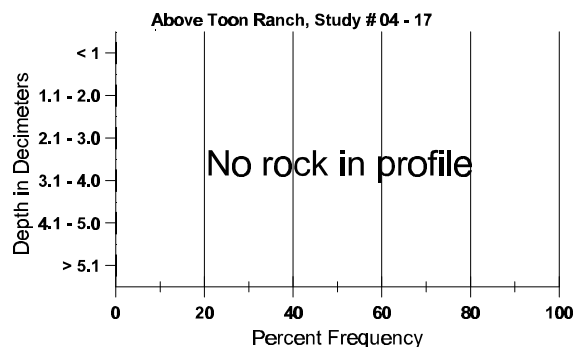 Above Toon Ranch, Study # 04 - 17
< 1
1.1 - 2.0
2.1 - 3.0
3.1 - 4.0
4.1 - 5.0
> 5.1
Depth in Decimeters
No rock in profile
0 20 40 60 80 100
Percent Frequency